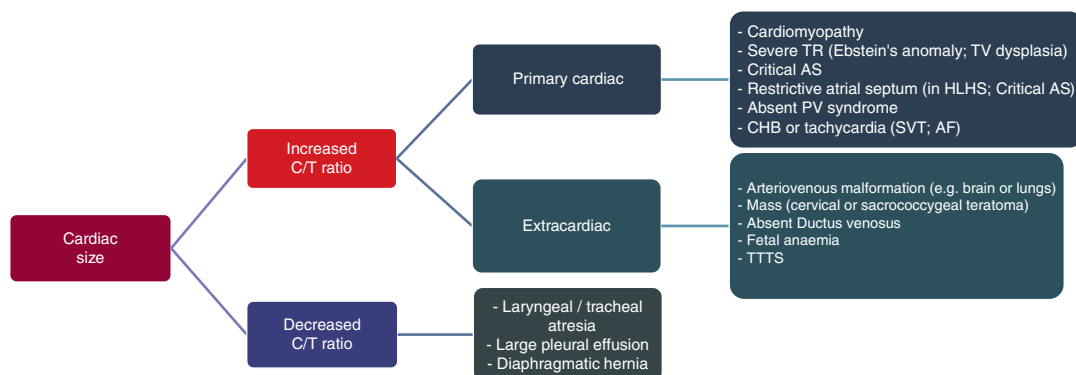 Cardiac
size
Increased
C/T ratio
Decreased
C/T ratio
Primary cardiac
Extracardiac
- Cardiomyopathy
- Severe TR (Ebstein's anomaly; TV dysplasia)
- Critical AS
- Restrictive atrial septum (in HLHS; Critical AS)
- Absent PV syndrome
- CHB or tachycardia (SVT; AF)
- Arteriovenous malformation (e.g. brain or lungs)
- Mass (cervical or sacrococcygeal teratoma)
- Absent Ductus venosus
- Fetal anaemia
- TTTS
- Laryngeal / tracheal
atresia
- Large pleural effusion
- Diaphragmatic hernia